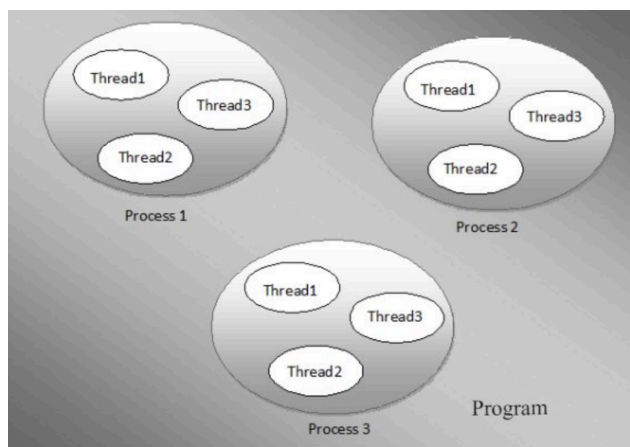 Thread1
Thread3
Thread2
Process 1
Thread1
Thread3
Thread2
Process 2
Thread1
Thread3
Thread2
Process 3
Program